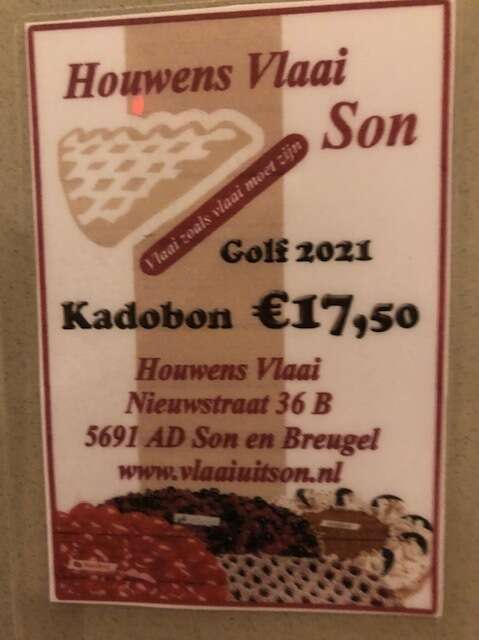 Houwens Vlaai
Son
Vlaai zoals vlaai moet zijn
Golf 2021
Kadobon €17,50
Houwens Vlaai
Nieuwstraat 36 B
5691 AD Son en Breugel
www.vlaaiuitson.nl